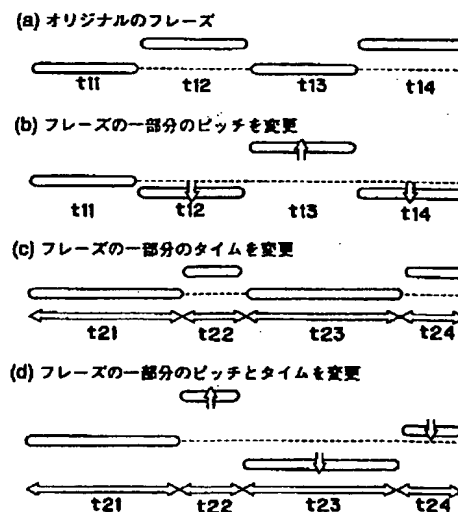 (a) オリジナルのフレーズ
t11 t12 t13 t14
(b) フレーズの一部分のピッチを変更
t11 t12 t13 t14
(c) フレーズの一部分のタイムを変更
t21 t22 t23 t24
(d) フレーズの一部分のピッチとタイムを変更
t21 t22 t23 t24